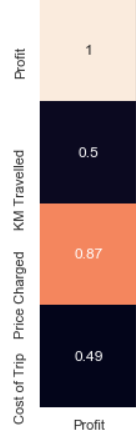 Profit
1
KM Travelled
0.5
Price Charged
0.87
Cost of Trip
0.49
Profit